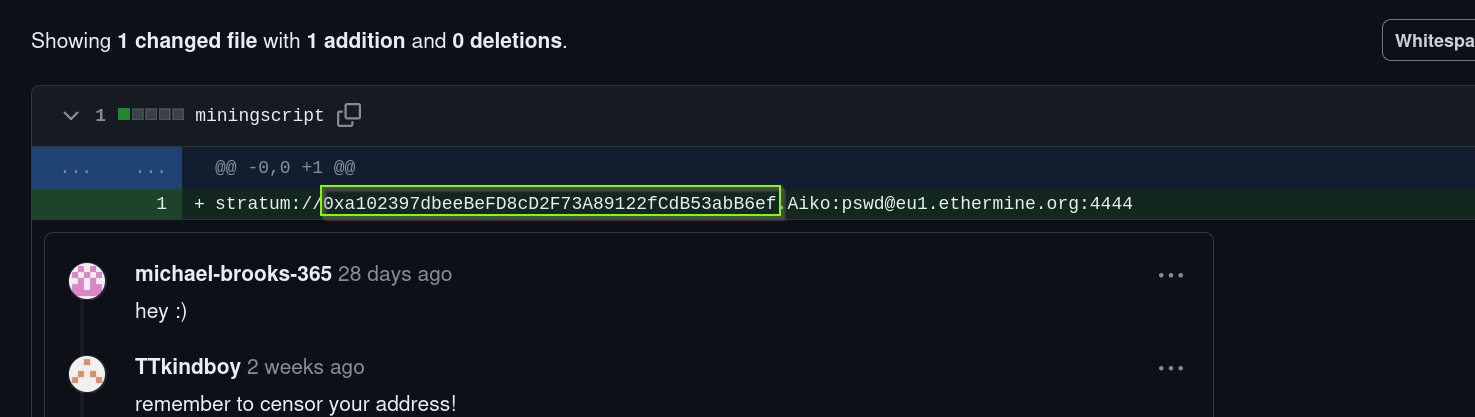 Showing 1 changed file with 1 addition and 0 deletions.
Whitespa
1 miningscript
... ... @@ -0,0 +1 @@
1 + stratum://0xa102397dbeeBeFD8cD2F73A89122fCdB53abB6ef.Aiko:pswd@eu1.ethermine.org:4444
michael-brooks-365 28 days ago
hey :)
TTkindboy 2 weeks ago
remember to censor your address!